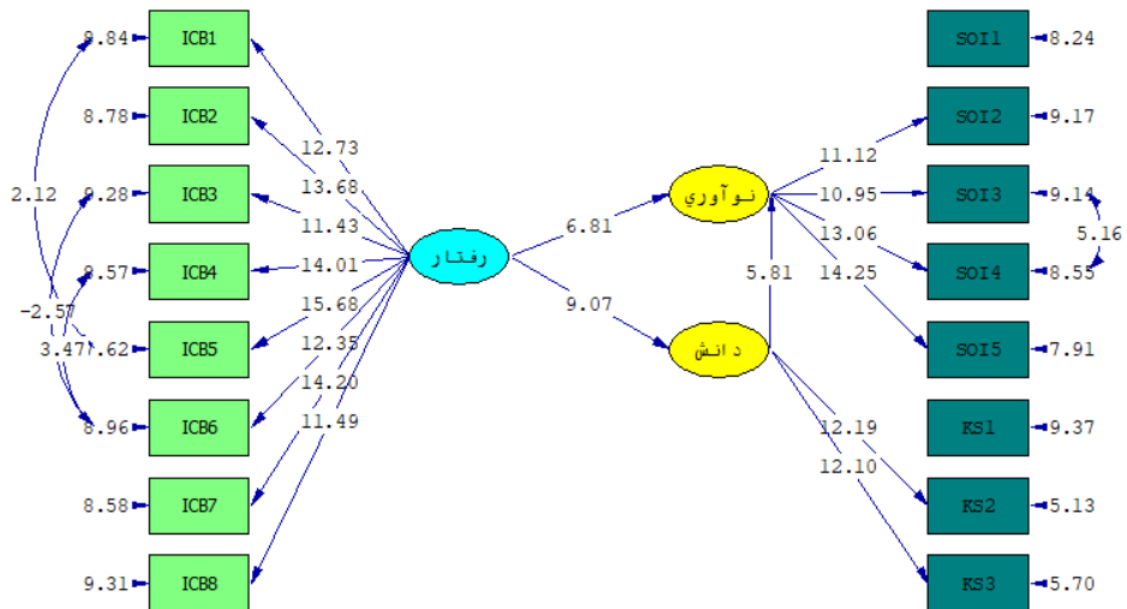 9.84 ICB1 SOI1 8.24
8.78 ICB2 SOI2 9.17
12.73
11.12
13.68
2.12 9.28 ICB3 نوآوري 10.95 SOI3 9.14
11.43
6.81
13.06
5.16
ICB4 14.01 رفتار SOI4 8.55
5.81
14.25
15.68
9.07
-2.57
3.47 ICB5 12.35 دانش SOI5 7.91
14.20
11.49
8.96 ICB6 12.19 KS1 9.37
12.10
8.58 ICB7 KS2 5.13
9.31 ICB8 KS3 5.70